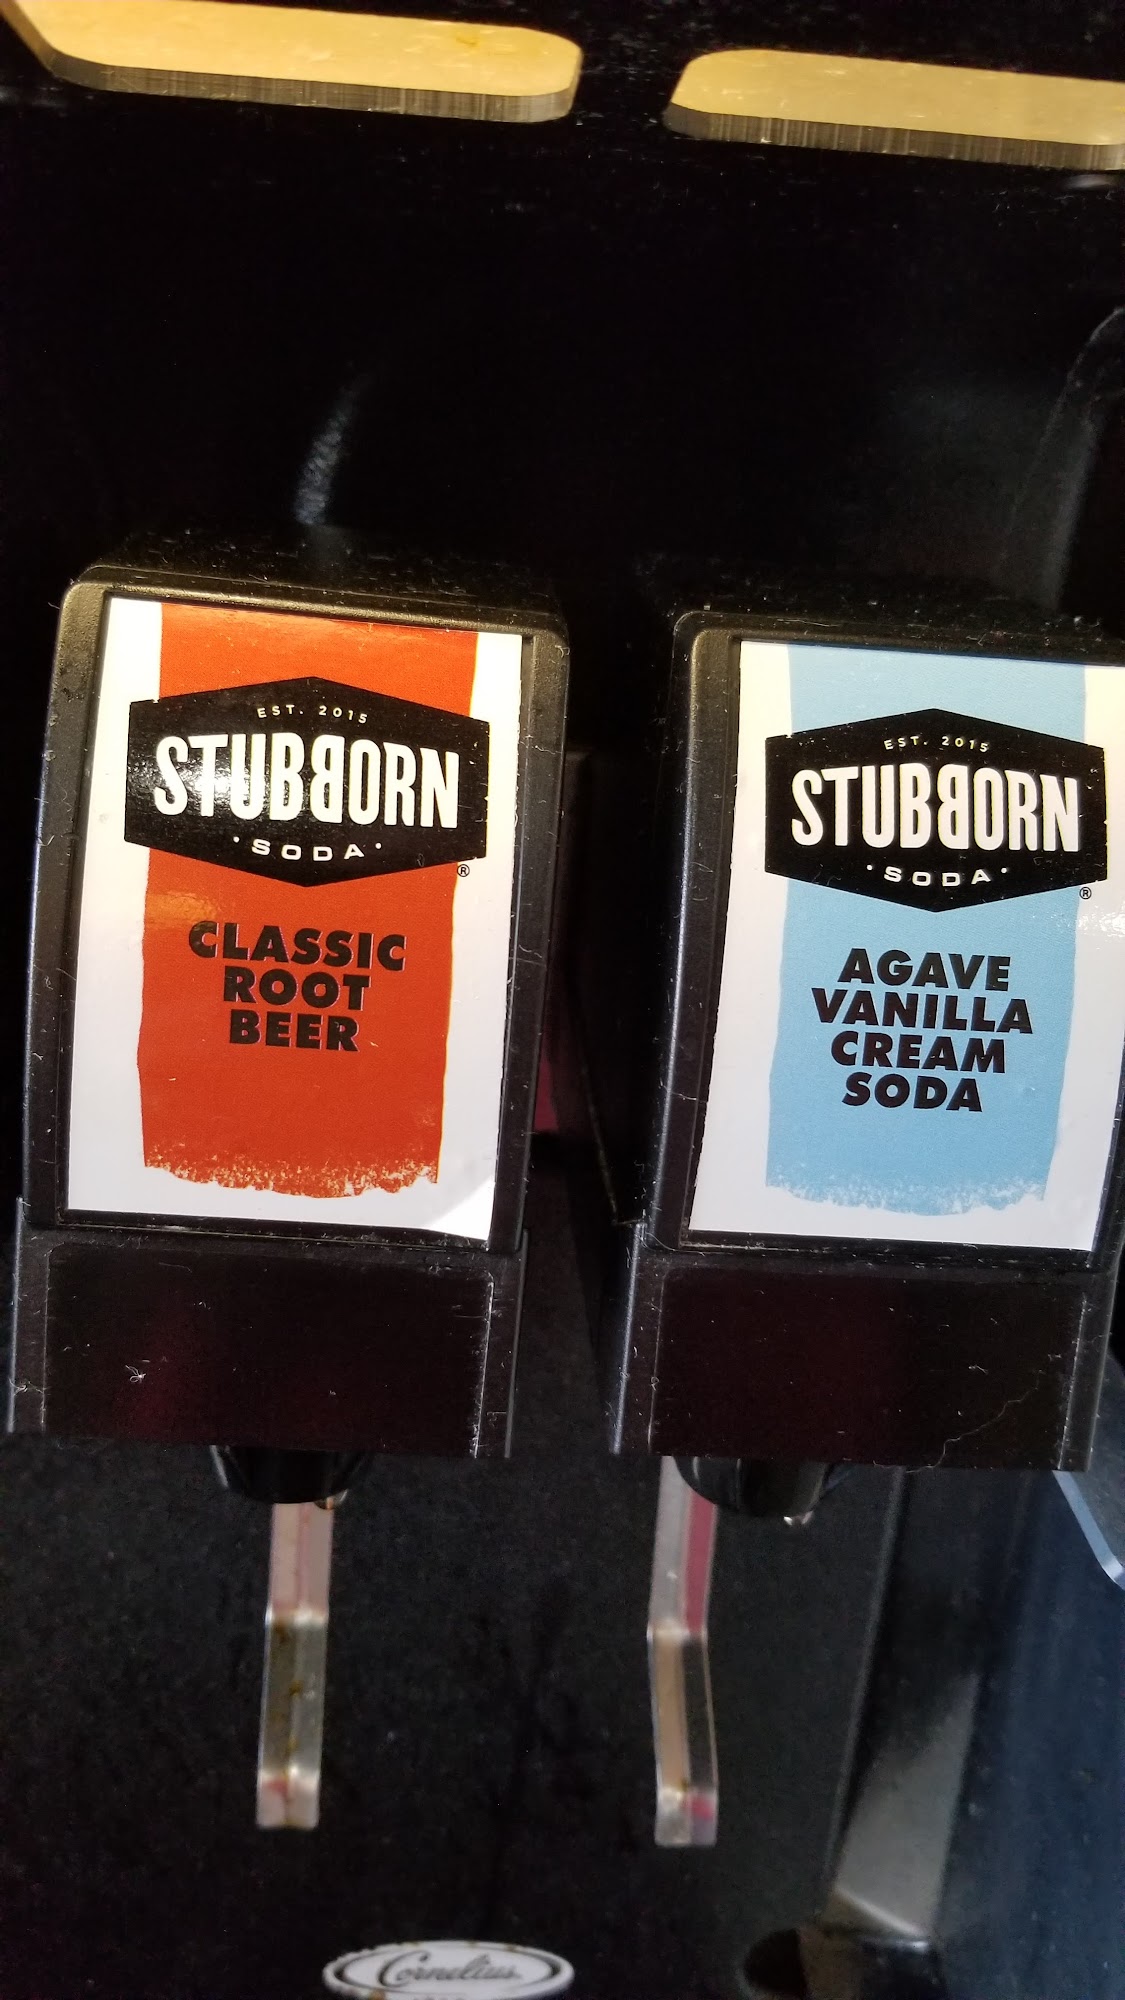 EST. 2015
STUBBORN
• SODA •
®
CLASSIC
ROOT
BEER
EST. 2015
STUBBORN
• SODA •
®
AGAVE
VANILLA
CREAM
SODA
Cornelius